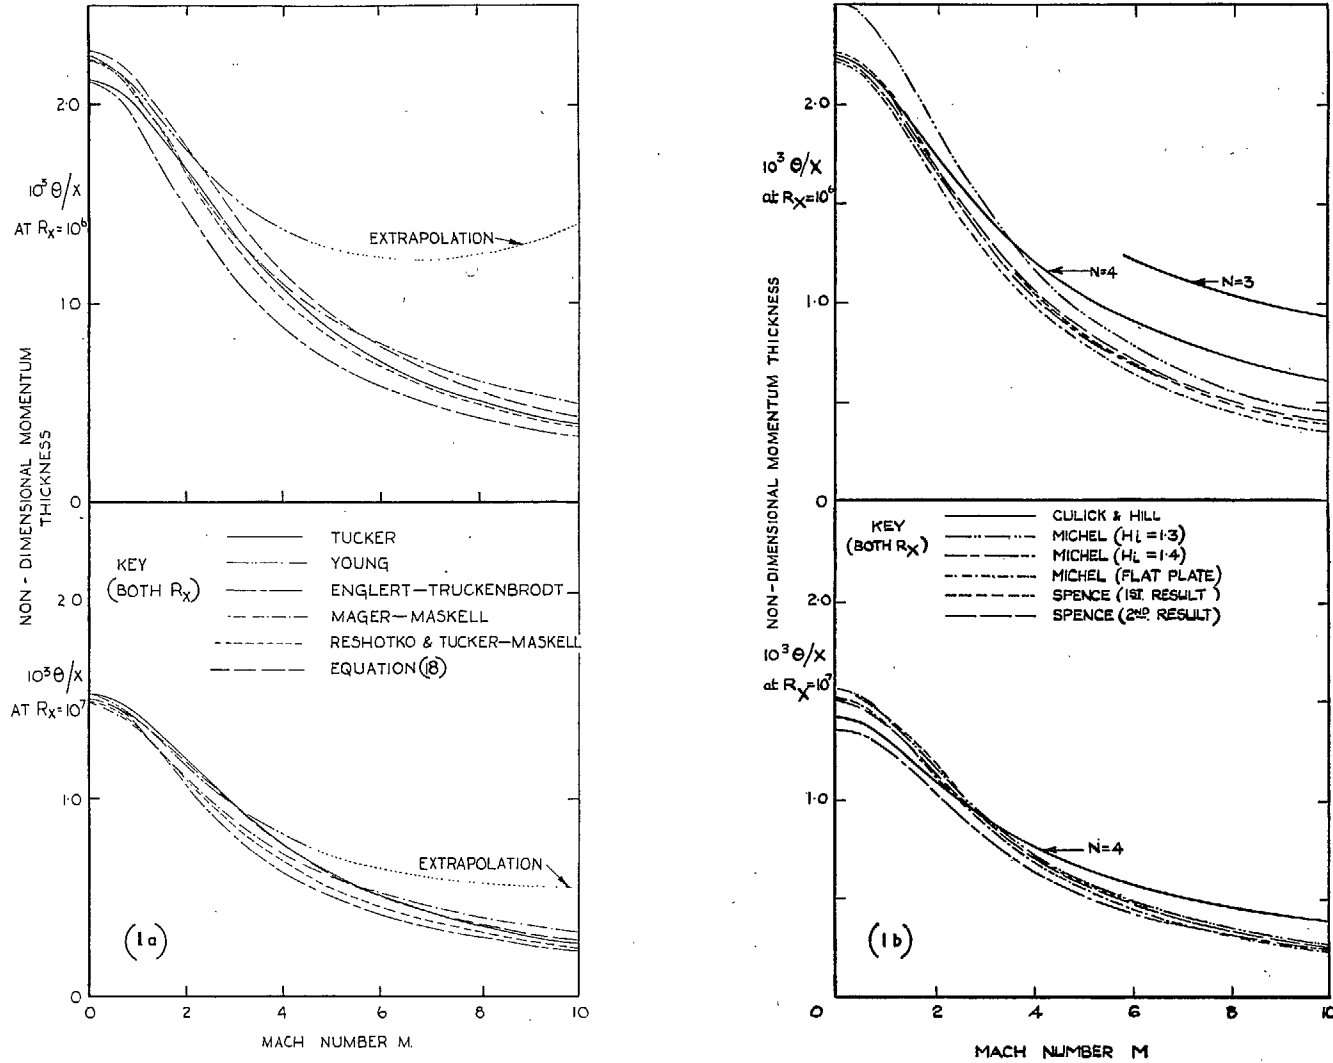 2·0
10³ θ/X
AT Rx=10⁶
EXTRAPOLATION
1·0
NON-DIMENSIONAL MOMENTUM
THICKNESS
0
KEY
(BOTH Rx)
TUCKER
YOUNG
ENGLERT-TRUCKENBRODT
MAGER-MASKELL
RESHOTKO & TUCKER-MASKELL
EQUATION (18)
2·0
10³ θ/X
AT Rx=10⁷
1·0
EXTRAPOLATION
(1a)
0
0 2 4 6 8 10
MACH NUMBER M.
2·0
10³ θ/X
at Rx=10⁶
N=4
N=3
1·0
NON-DIMENSIONAL MOMENTUM THICKNESS
0
KEY
(BOTH Rx)
CULICK & HILL
MICHEL (Hi = 1·3)
MICHEL (Hi = 1·4)
MICHEL (FLAT PLATE)
SPENCE (1ST. RESULT)
SPENCE (2ND. RESULT)
2·0
10³ θ/X
at Rx=10⁷
1·0
N=4
(1b)
0
0 2 4 6 8 10
MACH NUMBER M